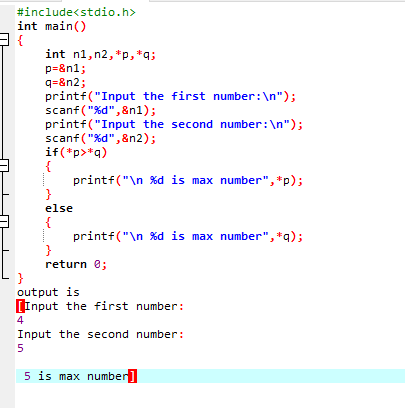 #include<stdio.h>
int main()
{
    int n1,n2,*p,*q;
    p=&n1;
    q=&n2;
    printf("Input the first number:\n");
    scanf("%d",&n1);
    printf("Input the second number:\n");
    scanf("%d",&n2);
    if(*p>*q)
    {
        printf("\n %d is max number",*p);
    }
    else
    {
        printf("\n %d is max number",*q);
    }
    return 0;
}
output is
[Input the first number:
4
Input the second number:
5

 5 is max number]